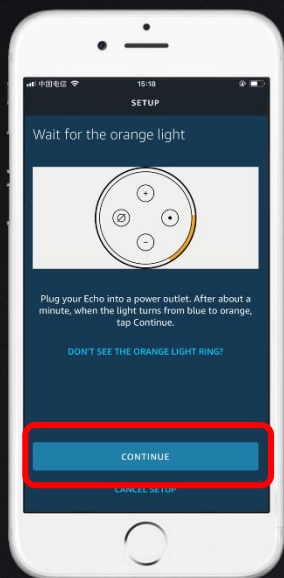 中国电信 15:18
SETUP
Wait for the orange light
+
−
Plug your Echo into a power outlet. After about a
minute, when the light turns from blue to orange,
tap Continue.
DON'T SEE THE ORANGE LIGHT RING?
CONTINUE
CANCEL SETUP